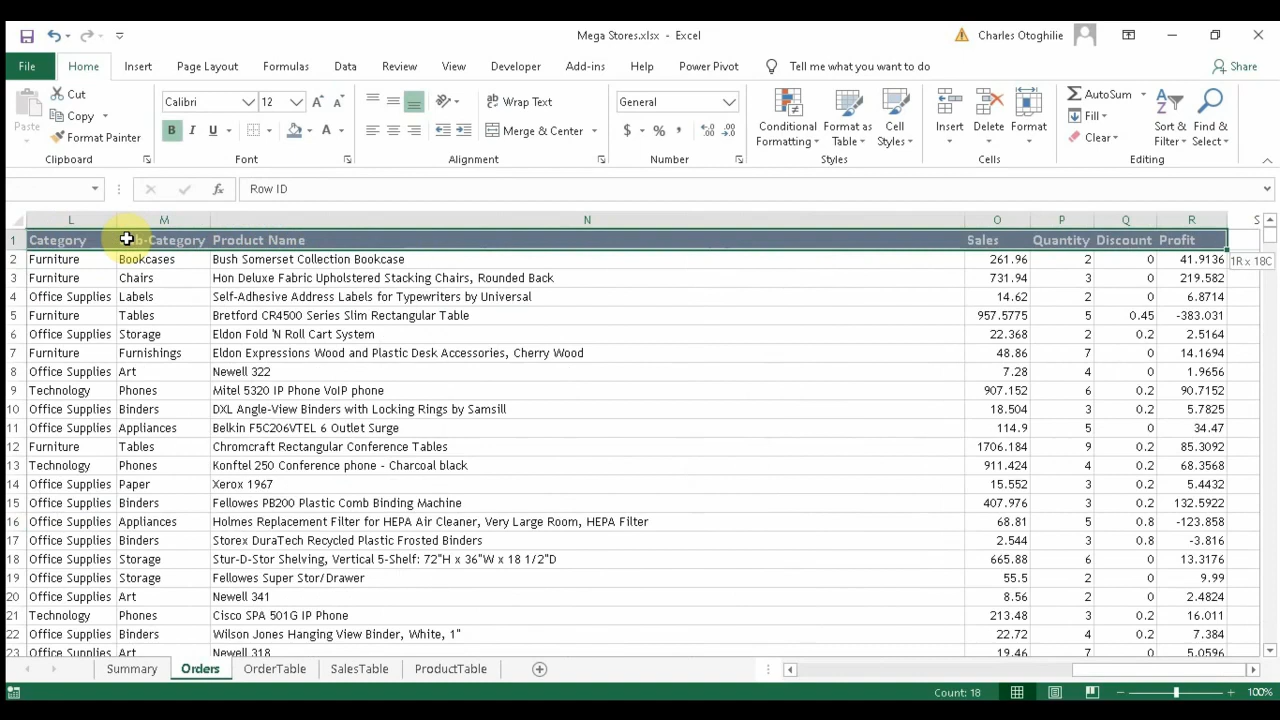 Mega Stores.xlsx - Excel
Charles Otoghilie
File Home Insert Page Layout Formulas Data Review View Developer Add-ins Help Power Pivot Tell me what you want to do Share
Paste
Cut
Copy
Format Painter
Clipboard
Calibri 12
B I U A
Font
Wrap Text
Merge & Center
Alignment
General
$ % ,
Number
Conditional Formatting
Format as Table
Cell Styles
Styles
Insert Delete Format
Cells
AutoSum
Fill
Clear
Sort & Filter
Find & Select
Editing
fx Row ID
L M N O P Q R S
1 Category b-Category Product Name Sales Quantity Discount Profit
2 Furniture Bookcases Bush Somerset Collection Bookcase 261.96 2 0 41.9136
1R x 18C
3 Furniture Chairs Hon Deluxe Fabric Upholstered Stacking Chairs, Rounded Back 731.94 3 0 219.582
4 Office Supplies Labels Self-Adhesive Address Labels for Typewriters by Universal 14.62 2 0 6.8714
5 Furniture Tables Bretford CR4500 Series Slim Rectangular Table 957.5775 5 0.45 -383.031
6 Office Supplies Storage Eldon Fold 'N Roll Cart System 22.368 2 0.2 2.5164
7 Furniture Furnishings Eldon Expressions Wood and Plastic Desk Accessories, Cherry Wood 48.86 7 0 14.1694
8 Office Supplies Art Newell 322 7.28 4 0 1.9656
9 Technology Phones Mitel 5320 IP Phone VoIP phone 907.152 6 0.2 90.7152
10 Office Supplies Binders DXL Angle-View Binders with Locking Rings by Samsill 18.504 3 0.2 5.7825
11 Office Supplies Appliances Belkin F5C206VTEL 6 Outlet Surge 114.9 5 0 34.47
12 Furniture Tables Chromcraft Rectangular Conference Tables 1706.184 9 0.2 85.3092
13 Technology Phones Konftel 250 Conference phone - Charcoal black 911.424 4 0.2 68.3568
14 Office Supplies Paper Xerox 1967 15.552 3 0.2 5.4432
15 Office Supplies Binders Fellowes PB200 Plastic Comb Binding Machine 407.976 3 0.2 132.5922
16 Office Supplies Appliances Holmes Replacement Filter for HEPA Air Cleaner, Very Large Room, HEPA Filter 68.81 5 0.8 -123.858
17 Office Supplies Binders Storex DuraTech Recycled Plastic Frosted Binders 2.544 3 0.8 -3.816
18 Office Supplies Storage Stur-D-Stor Shelving, Vertical 5-Shelf: 72"H x 36"W x 18 1/2"D 665.88 6 0 13.3176
19 Office Supplies Storage Fellowes Super Stor/Drawer 55.5 2 0 9.99
20 Office Supplies Art Newell 341 8.56 2 0 2.4824
21 Technology Phones Cisco SPA 501G IP Phone 213.48 3 0.2 16.011
22 Office Supplies Binders Wilson Jones Hanging View Binder, White, 1" 22.72 4 0.2 7.384
23 Office Supplies Art Newell 318 19.46 7 0 5.0596
Summary Orders OrderTable SalesTable ProductTable
Count: 18 100%